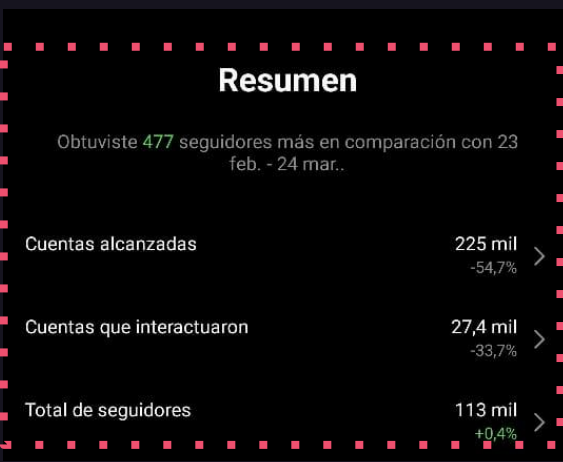 Resumen
Obtuviste 477 seguidores más en comparación con 23
feb. - 24 mar..
Cuentas alcanzadas
225 mil
-54,7%
Cuentas que interactuaron
27,4 mil
-33,7%
Total de seguidores
113 mil
+0,4%